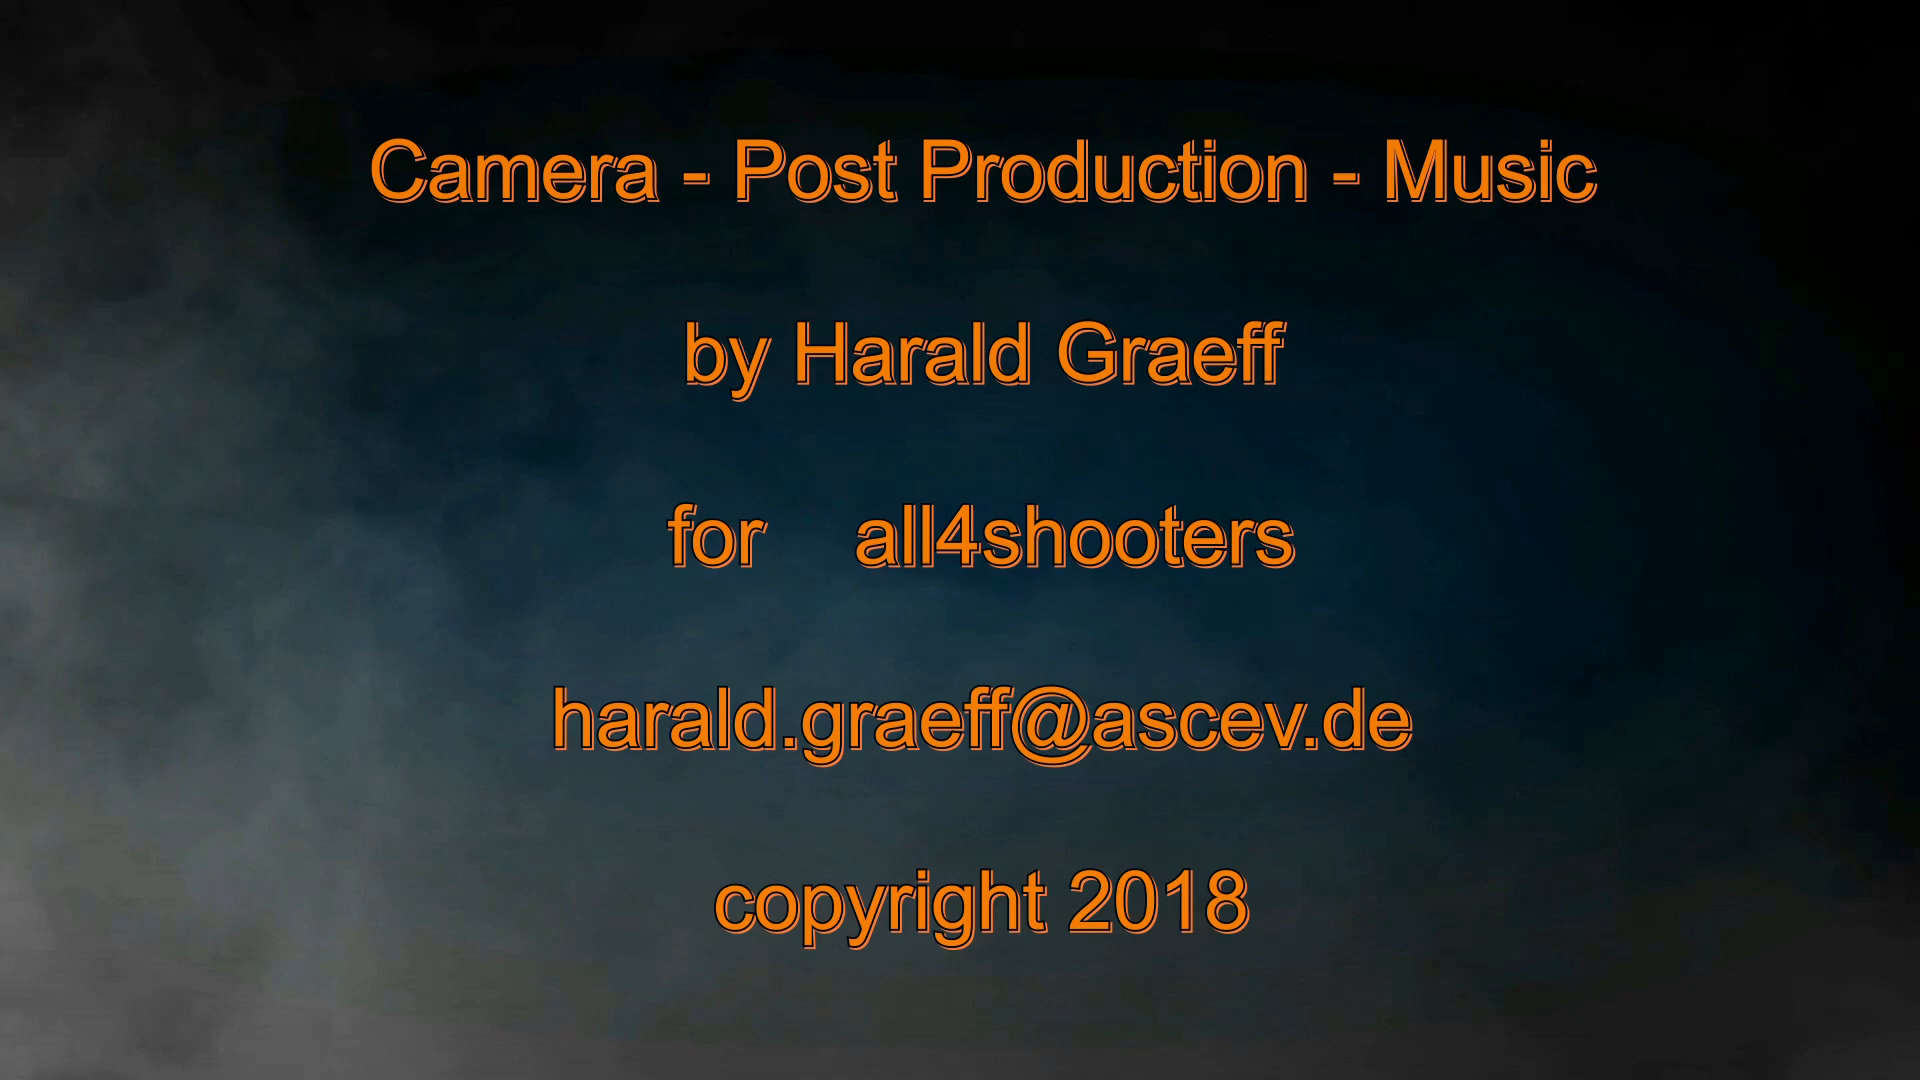 Camera - Post Production - Music
by Harald Graeff
for all4shooters
harald.graeff@ascev.de
copyright 2018